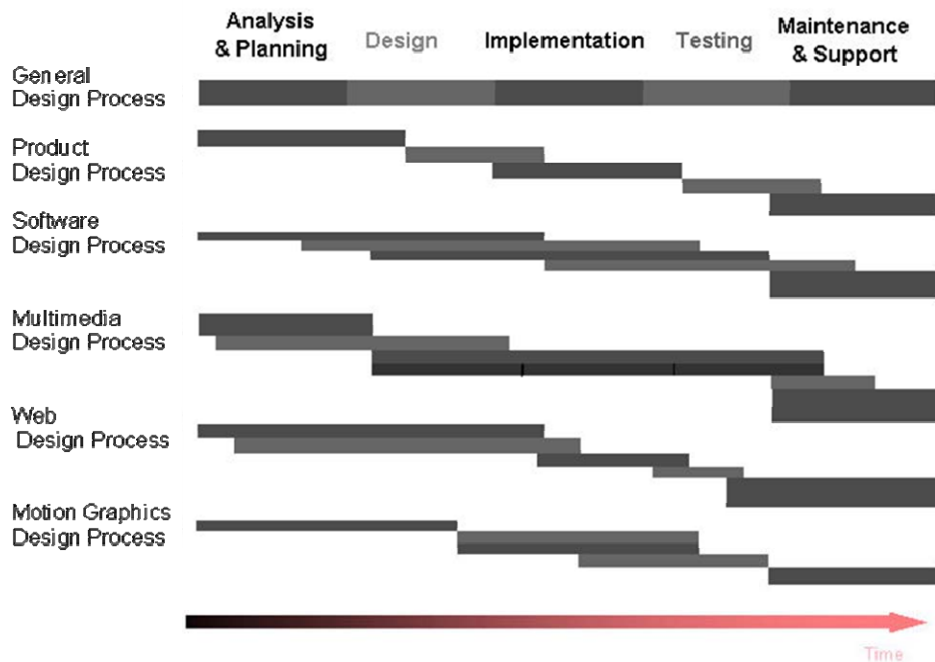 Analysis
& Planning
Design
Implementation
Testing
Maintenance
& Support
General
Design Process
Product
Design Process
Software
Design Process
Multimedia
Design Process
Web
Design Process
Motion Graphics
Design Process
Time